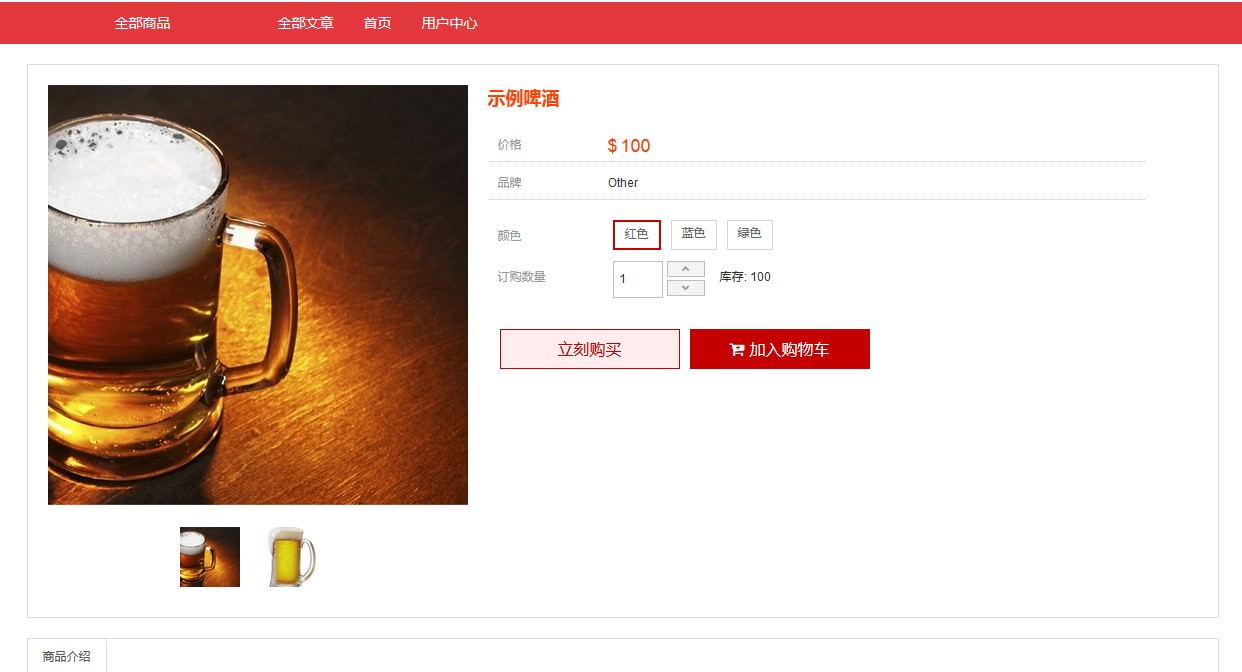 全部商品 全部文章 首页 用户中心
示例啤酒
价格 $ 100
品牌 Other
颜色 红色 蓝色 绿色
订购数量 1 库存: 100
立刻购买 加入购物车
商品介绍